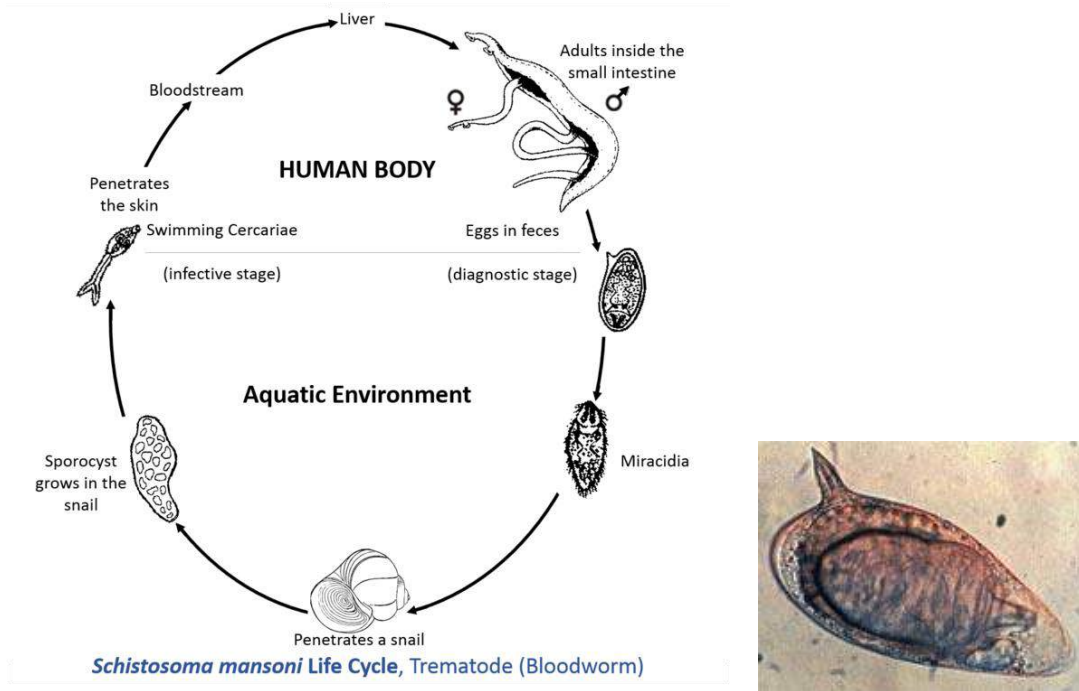 Liver
Adults inside the
small intestine
Bloodstream
♀
♂
HUMAN BODY
Penetrates
the skin
Swimming Cercariae
Eggs in feces
(infective stage)
(diagnostic stage)
Aquatic Environment
Sporocyst
grows in the
snail
Miracidia
Penetrates a snail
Schistosoma mansoni Life Cycle, Trematode (Bloodworm)